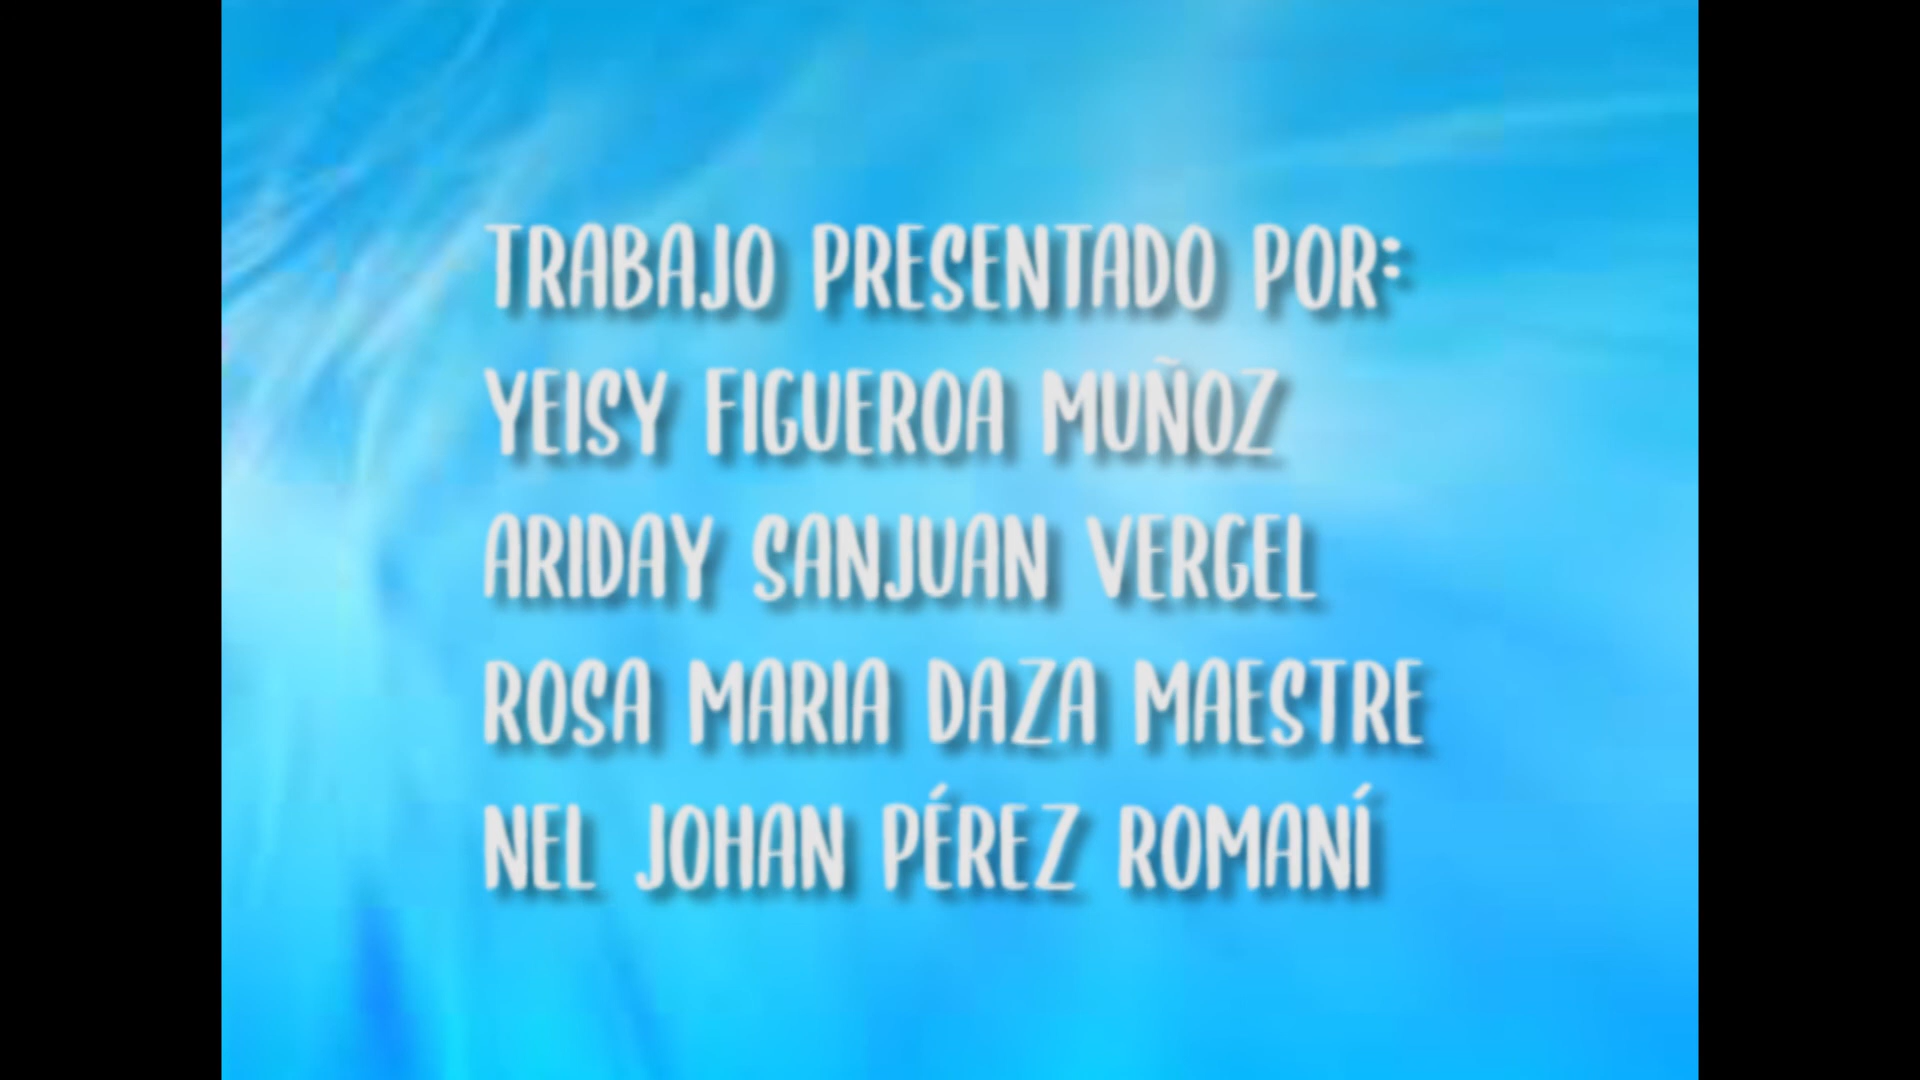 TRABAJO PRESENTADO POR:
YEISY FIGUEROA MUÑOZ
ARIDAY SANJUAN VERGEL
ROSA MARIA DAZA MAESTRE
NEL JOHAN PÉREZ ROMANÍ